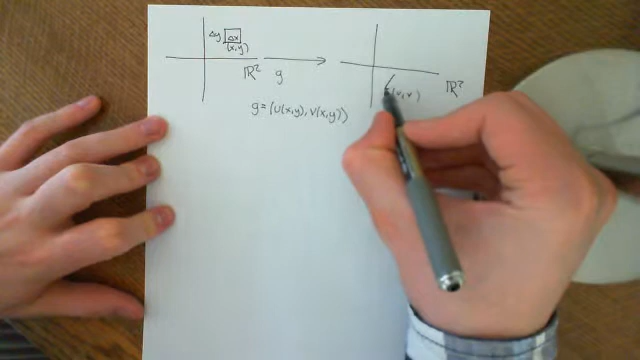 Δy Δx
(x,y)
ℝ² g ℝ²
(u,v)
g=(u(x,y), v(x,y))